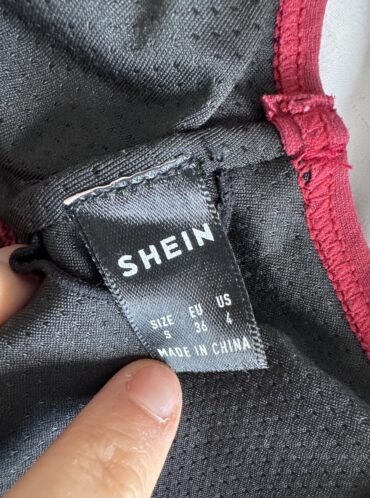 SHEIN
SIZE EU US
S 36 4
MADE IN CHINA